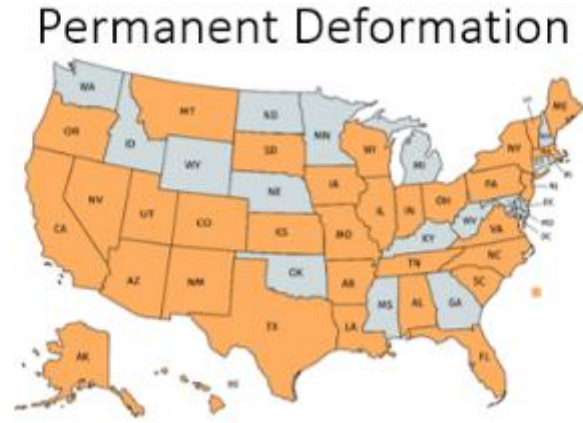 Permanent Deformation
WA
MT
ND
MN
OR
ID
SD
WI
MI
NY
ME
WY
IA
PA
NJ
NE
NV
UT
CO
IL
IN
OH
DE
MD
DC
WV
VA
CA
KS
MO
KY
NC
TN
AZ
NM
OK
AR
SC
MS
AL
GA
TX
LA
AK
FL